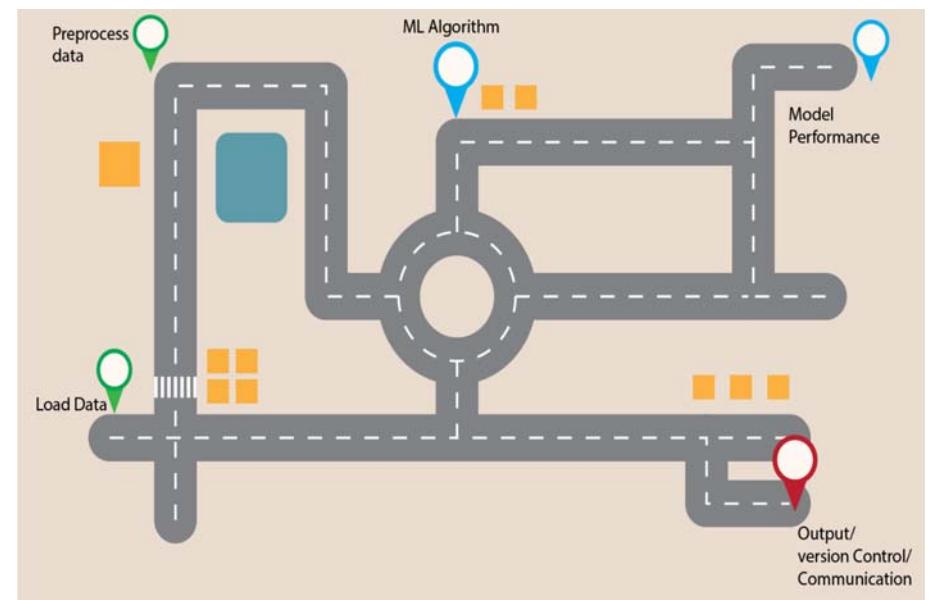 Preprocess
data
ML Algorithm
Model
Performance
Load Data
Output/
version Control/
Communication